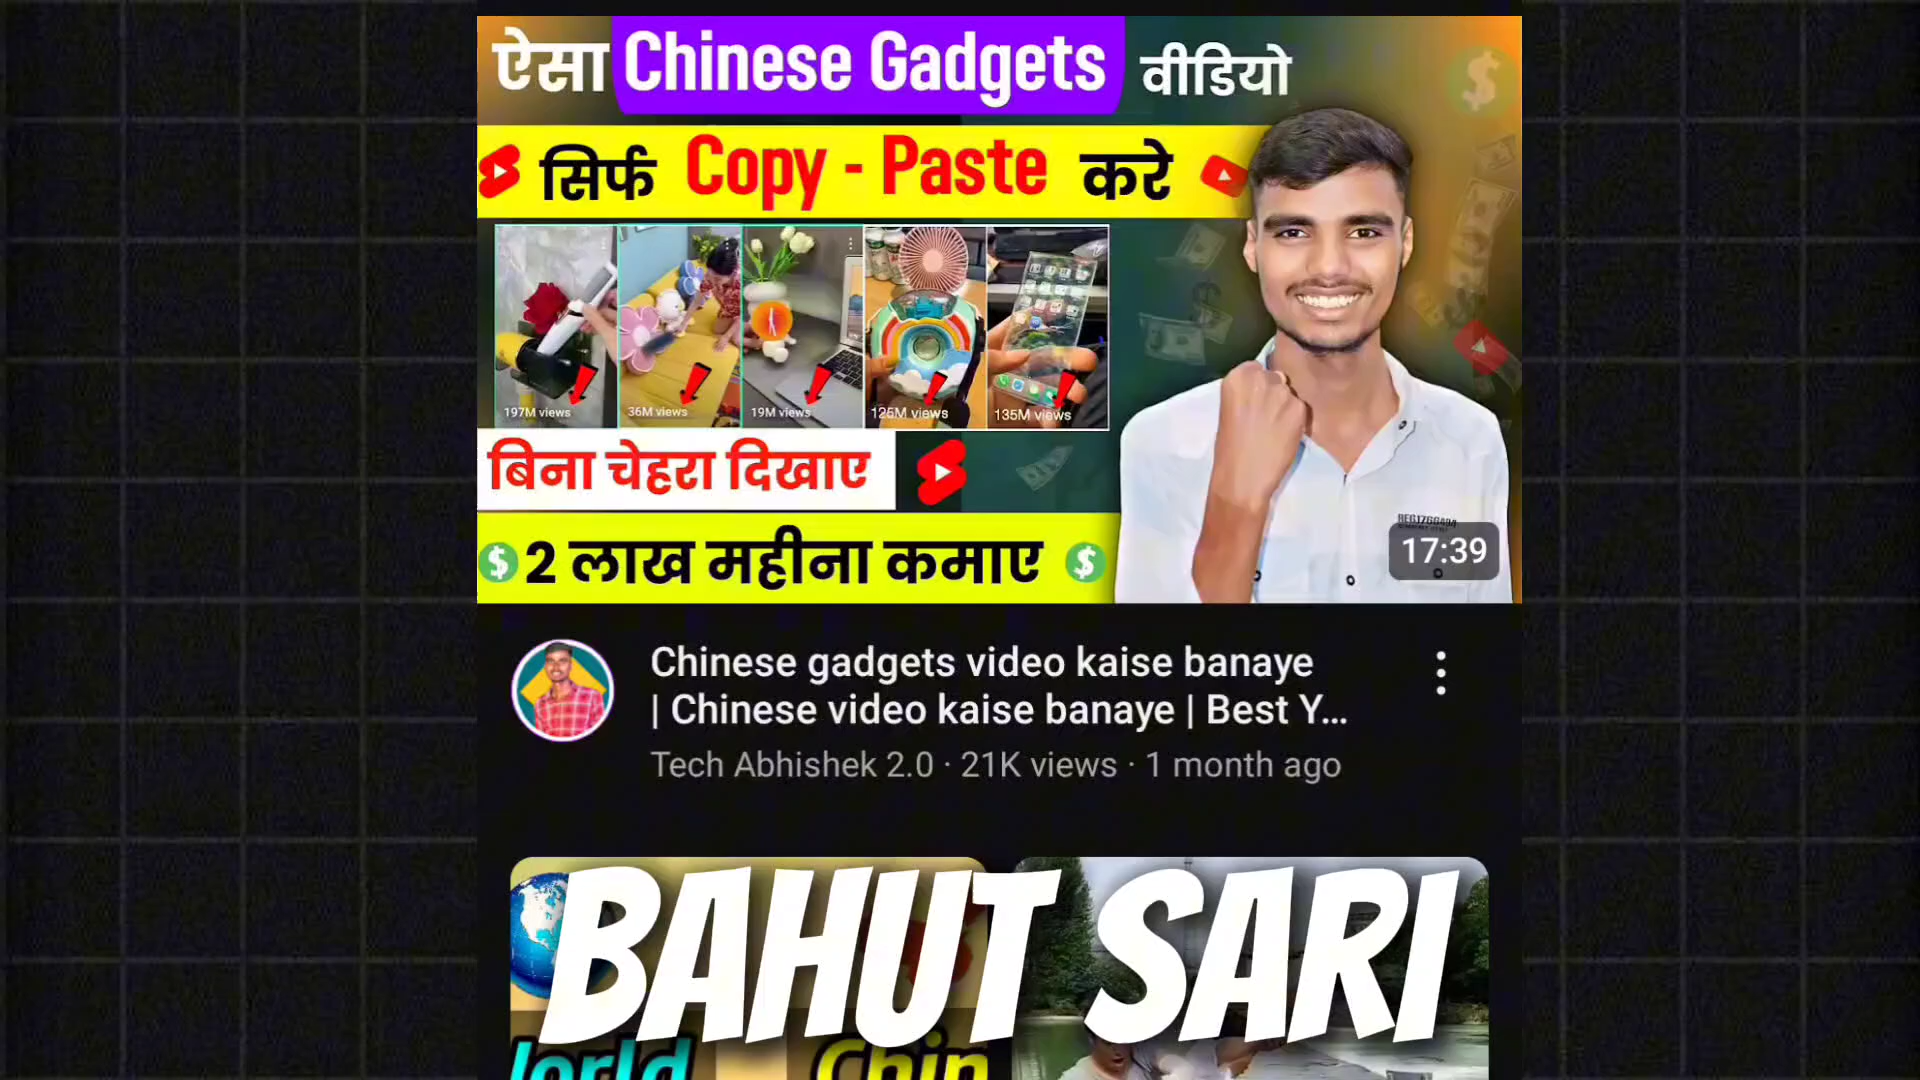 ऐसा Chinese Gadgets वीडियो
सिर्फ Copy - Paste करे
197M views
36M views
19M views
125M views
135M views
बिना चेहरा दिखाए
2 लाख महीना कमाए
17:39
Chinese gadgets video kaise banaye
| Chinese video kaise banaye | Best Y...
Tech Abhishek 2.0 · 21K views · 1 month ago
BAHUT SARI